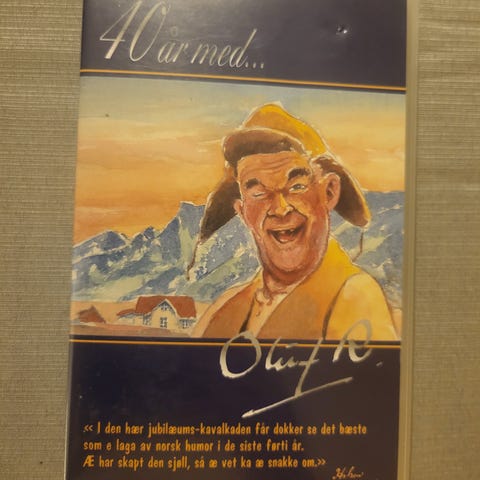 40 år med...
Oluf R.
« I den hær jubilæums-kavalkaden får dokker se det bæste
som e laga av norsk humor i de siste førti år.
Æ har skapt den sjøll, så æ vet ka æ snakke om.»